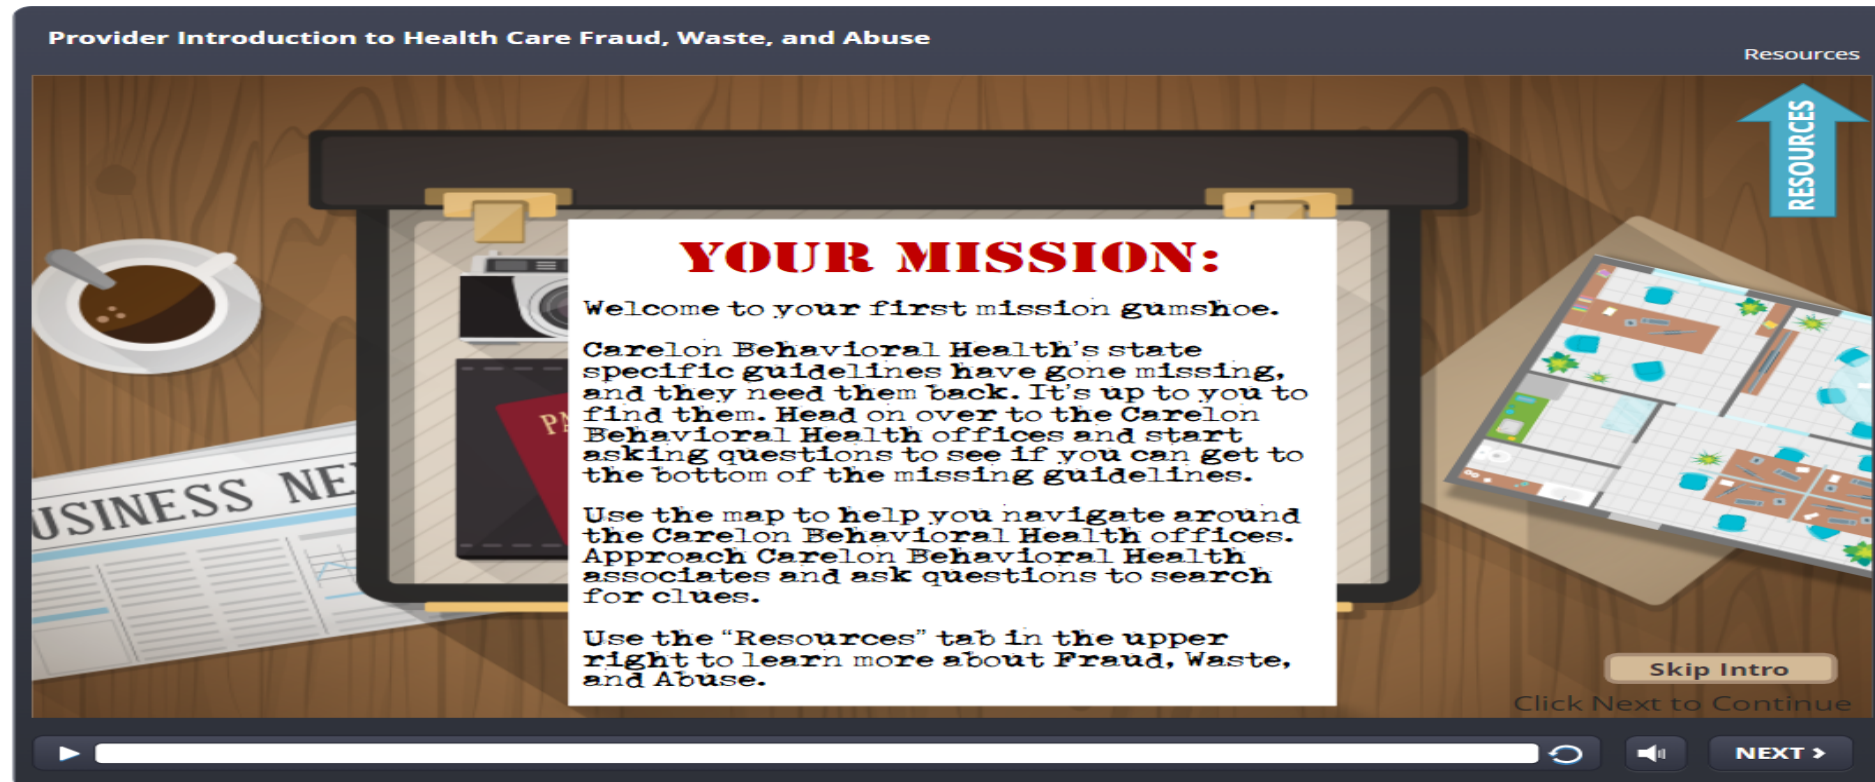 Provider Introduction to Health Care Fraud, Waste, and Abuse
Resources
RESOURCES
YOUR MISSION:
Welcome to your first mission gumshoe.
Carelon Behavioral Health's state
specific guidelines have gone missing,
and they need them back. It's up to you to
find them. Head on over to the Carelon
Behavioral Health offices and start
asking questions to see if you can get to
the bottom of the missing guidelines.
Use the map to help you navigate around
the Carelon Behavioral Health offices.
Approach Carelon Behavioral Health
associates and ask questions to search
for clues.
Use the “Resources” tab in the upper
right to learn more about Fraud, Waste,
and Abuse.
PA
USINESS NE
Skip Intro
Click Next to Continue
NEXT